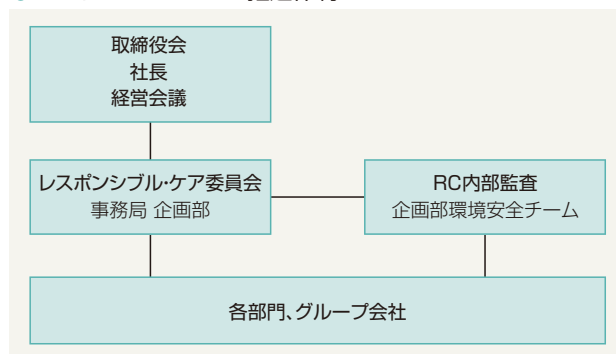 取締役会
社長
経営会議
レスポンシブル・ケア委員会
事務局 企画部
RC内部監査
企画部環境安全チーム
各部門、グループ会社